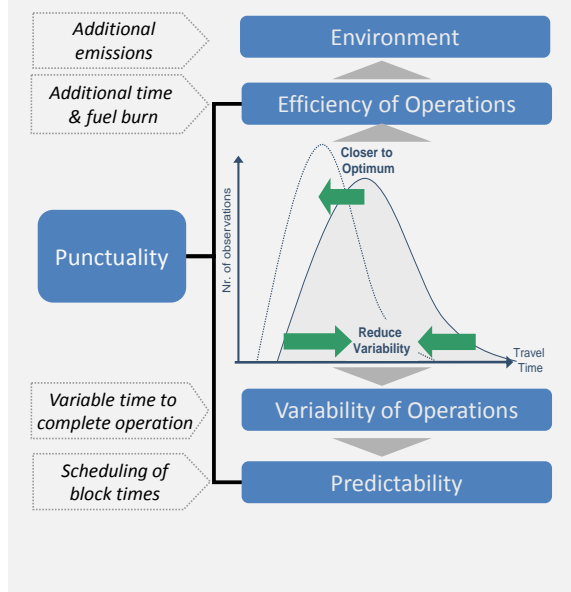 Additional
emissions
Environment
Additional time
& fuel burn
Efficiency of Operations
Closer to
Optimum
Nr. of observations
Punctuality
Reduce
Variability
Travel
Time
Variable time to
complete operation
Variability of Operations
Scheduling of
block times
Predictability